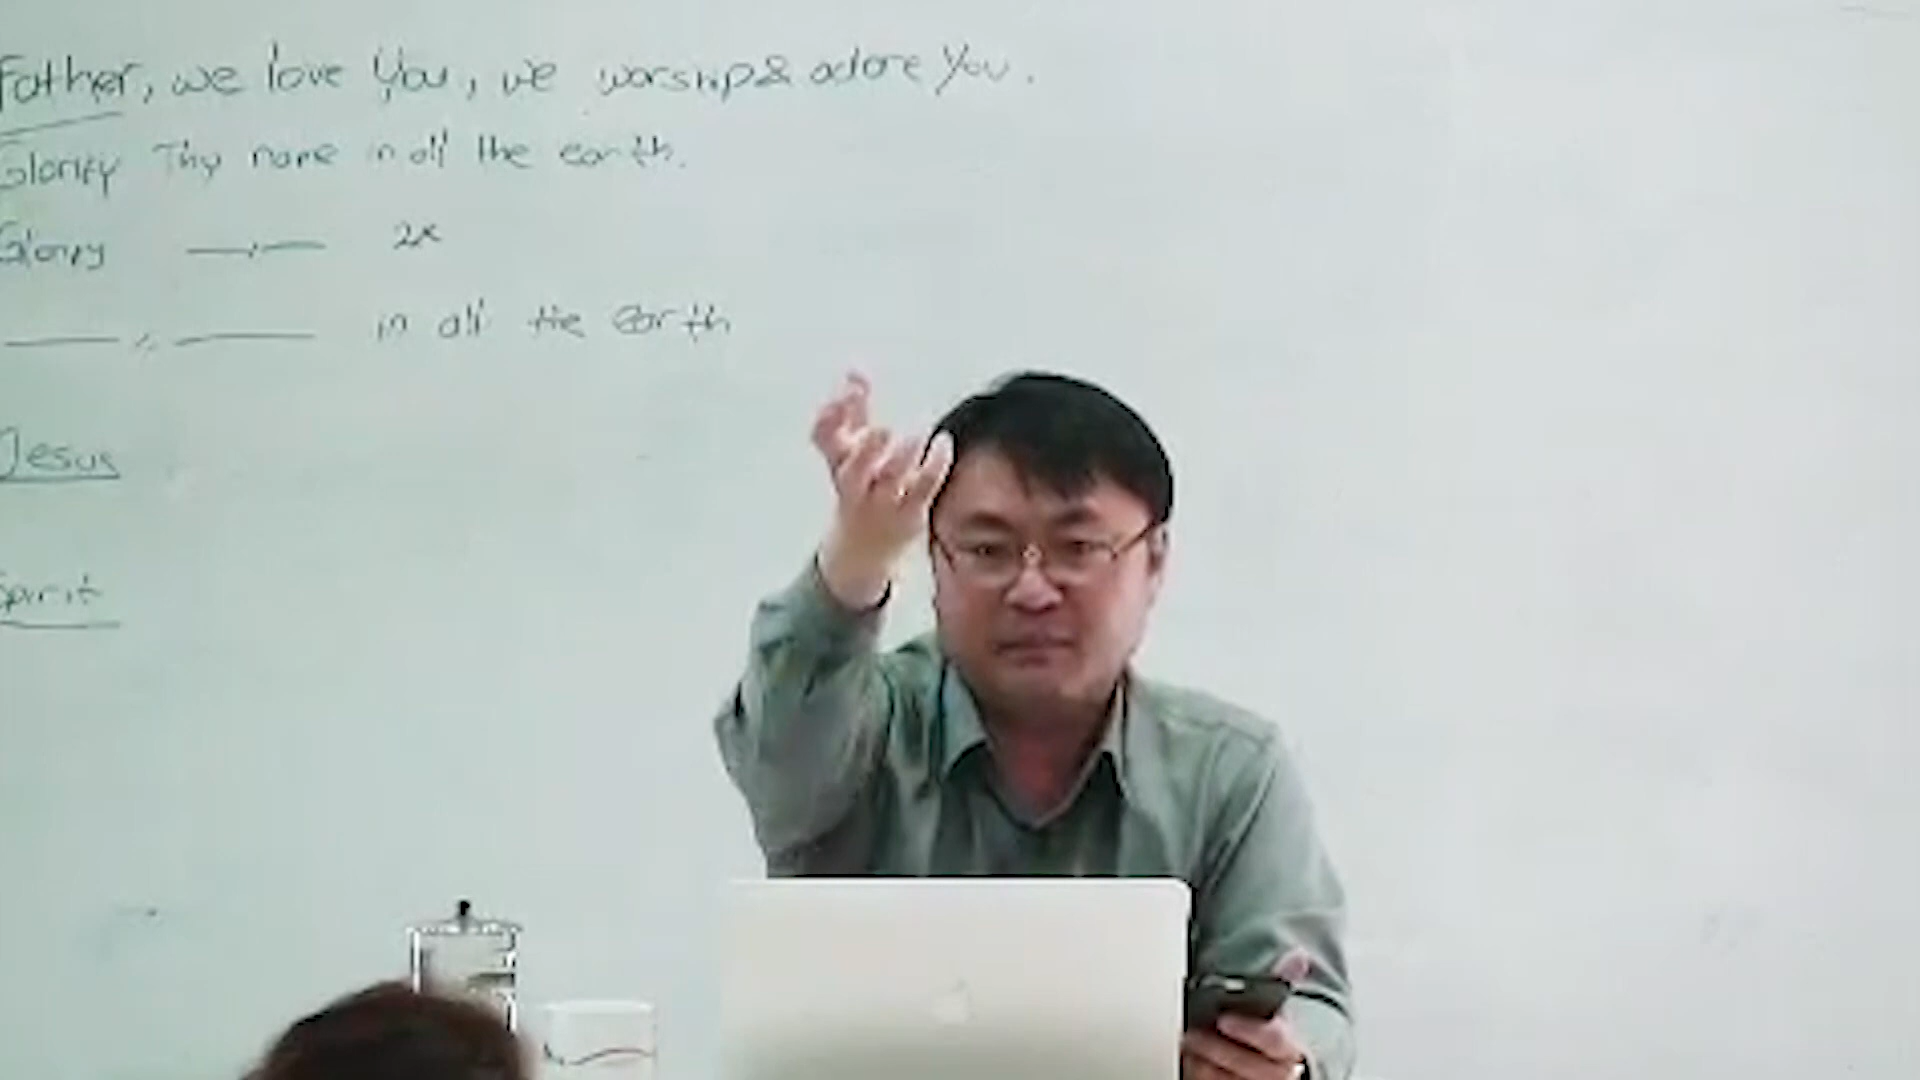 Father, we love You, we worship & adore You.
Glorify Thy name in all the earth.
Glorify 2x
in all the earth
Jesus
Spirit